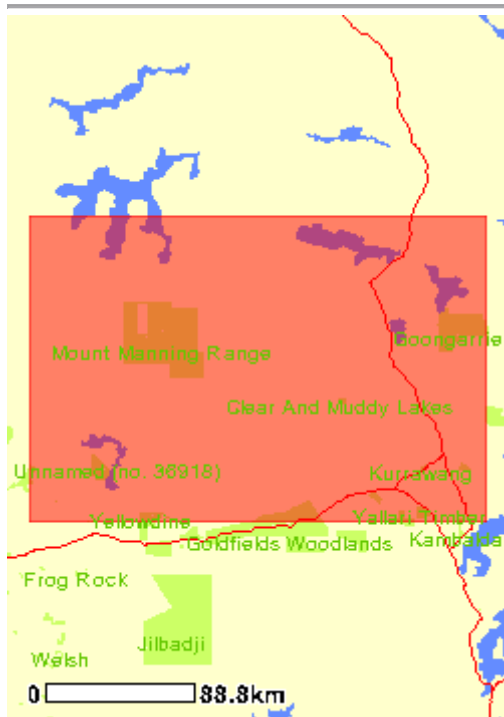 Goongarrie
Mount Manning Range
Clear And Muddy Lakes
Unnamed (no. 36918)
Kurrawang
Yellowdine
Yallari Timber
Goldfields Woodlands
Kambalda
Frog Rock
Jilbadji
Welsh
0 88.8km